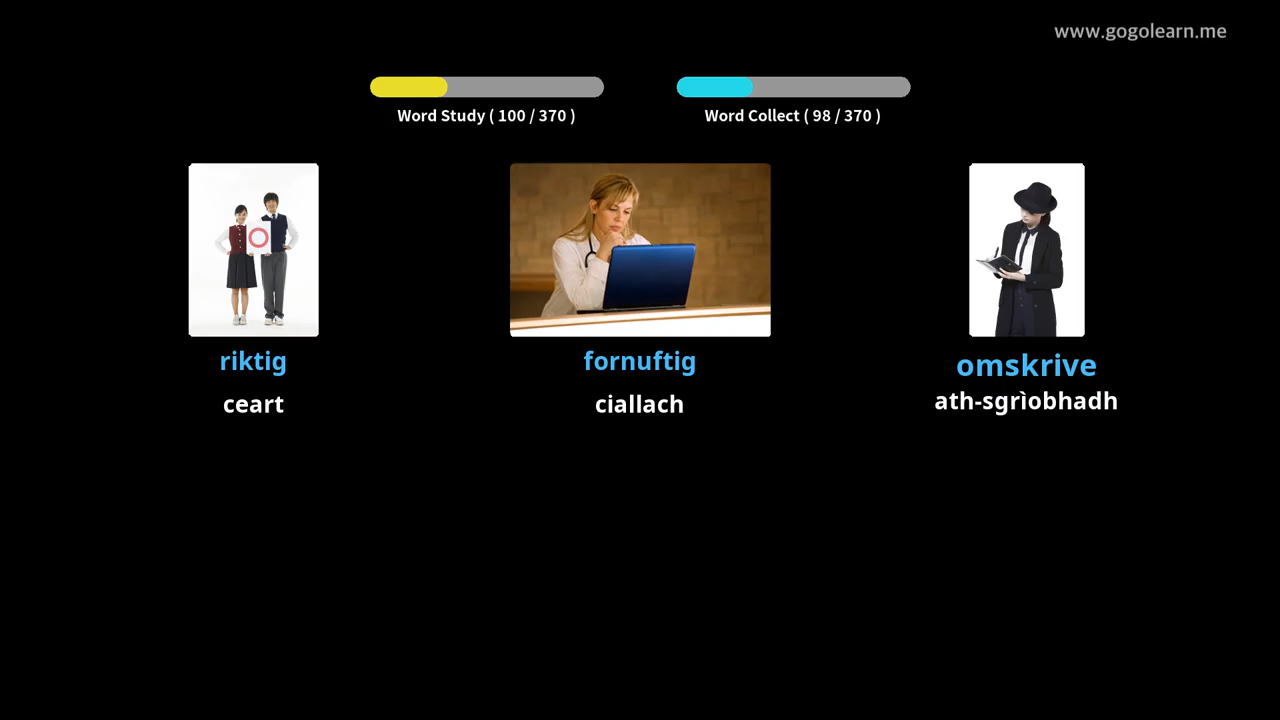 www.gogolearn.me
Word Study ( 100 / 370 )
Word Collect ( 98 / 370 )
riktig
fornuftig
omskrive
ceart
ciallach
ath-sgrìobhadh